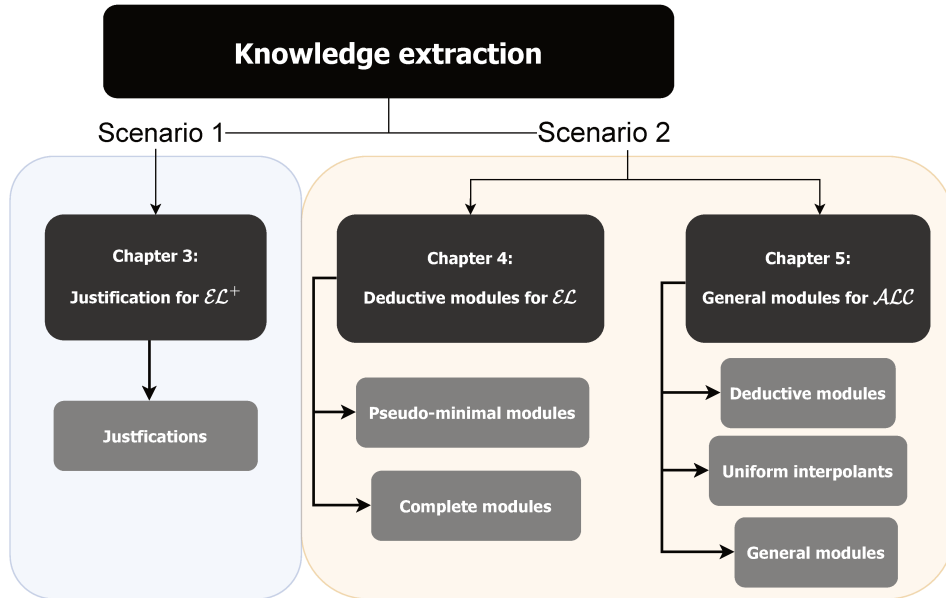 Knowledge extraction
Scenario 1
Scenario 2
Chapter 3:
Justification for ℰℒ⁺
Justfications
Chapter 4:
Deductive modules for ℰℒ
Pseudo-minimal modules
Complete modules
Chapter 5:
General modules for 𝒜ℒ𝒞
Deductive modules
Uniform interpolants
General modules